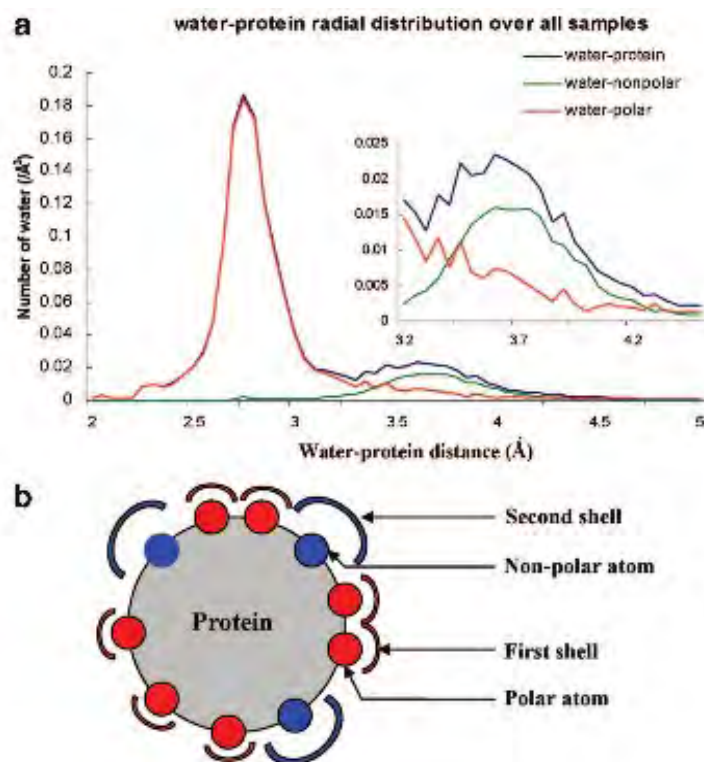 a
water-protein radial distribution over all samples
water-protein
water-nonpolar
water-polar
Number of water (/Å³)
0.2
0.18
0.16
0.14
0.12
0.1
0.08
0.06
0.04
0.02
0
2
2.5
3
3.5
4
4.5
5
Water-protein distance (Å)
0.025
0.02
0.015
0.01
0.005
0
3.2
3.7
4.2
b
Second shell
Non-polar atom
Protein
First shell
Polar atom